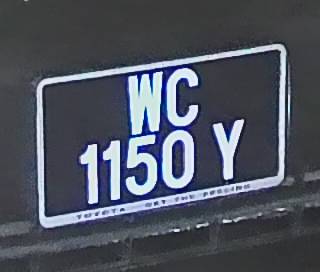 WC
1150 Y
TOYOTA GET THE FEELING